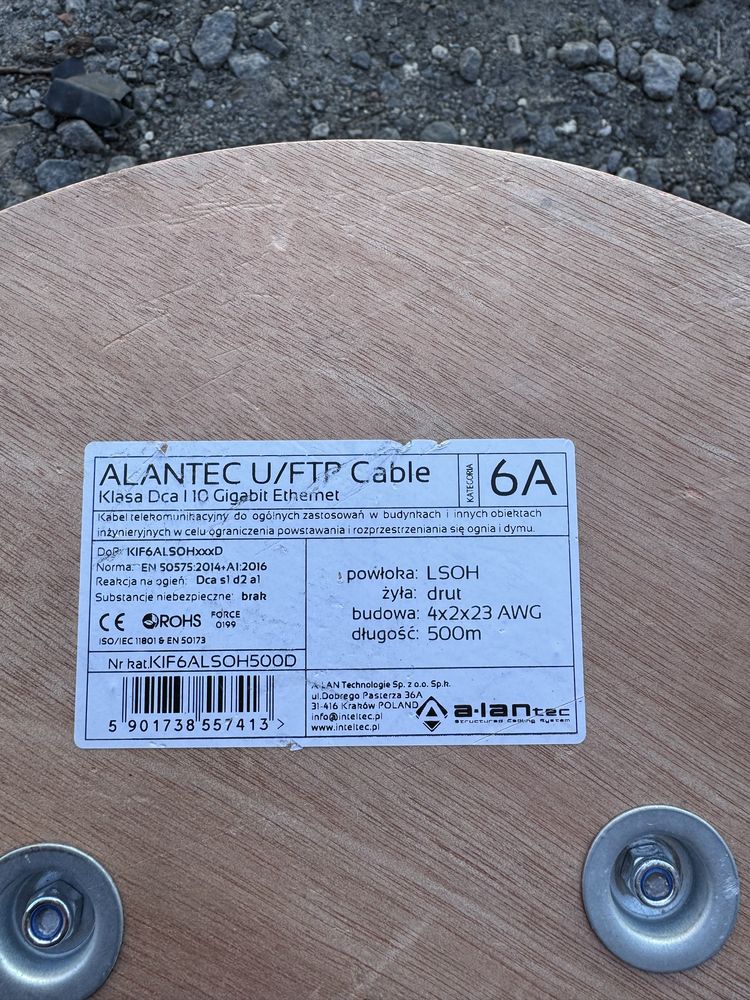 ALANTEC U/FTP Cable
Klasa Dca | 10 Gigabit Ethernet
KATEGORIA
6A
Kabel telekomunikacyjny do ogólnych zastosowań w budynkach i innych obiektach
inżynieryjnych w celu ograniczenia powstawania i rozprzestrzeniania się ognia i dymu.
DoP: KIF6ALSOHxxxD
Norma: EN 50575:2014+A1:2016
Reakcja na ogień: Dca s1 d2 a1
Substancje niebezpieczne: brak
CE ROHS FORCE 0199
ISO/IEC 11801 & EN 50173
Nr kat.KIF6ALSOH500D
5 901738 557413 >
powłoka: LSOH
żyła: drut
budowa: 4x2x23 AWG
długość: 500m
A-LAN Technologie Sp. z o.o. Sp.k.
ul.Dobrego Pasterza 36A
31-416 Kraków POLAND
info@inteltec.pl
www.inteltec.pl
a·lantec
Structured Cabling System